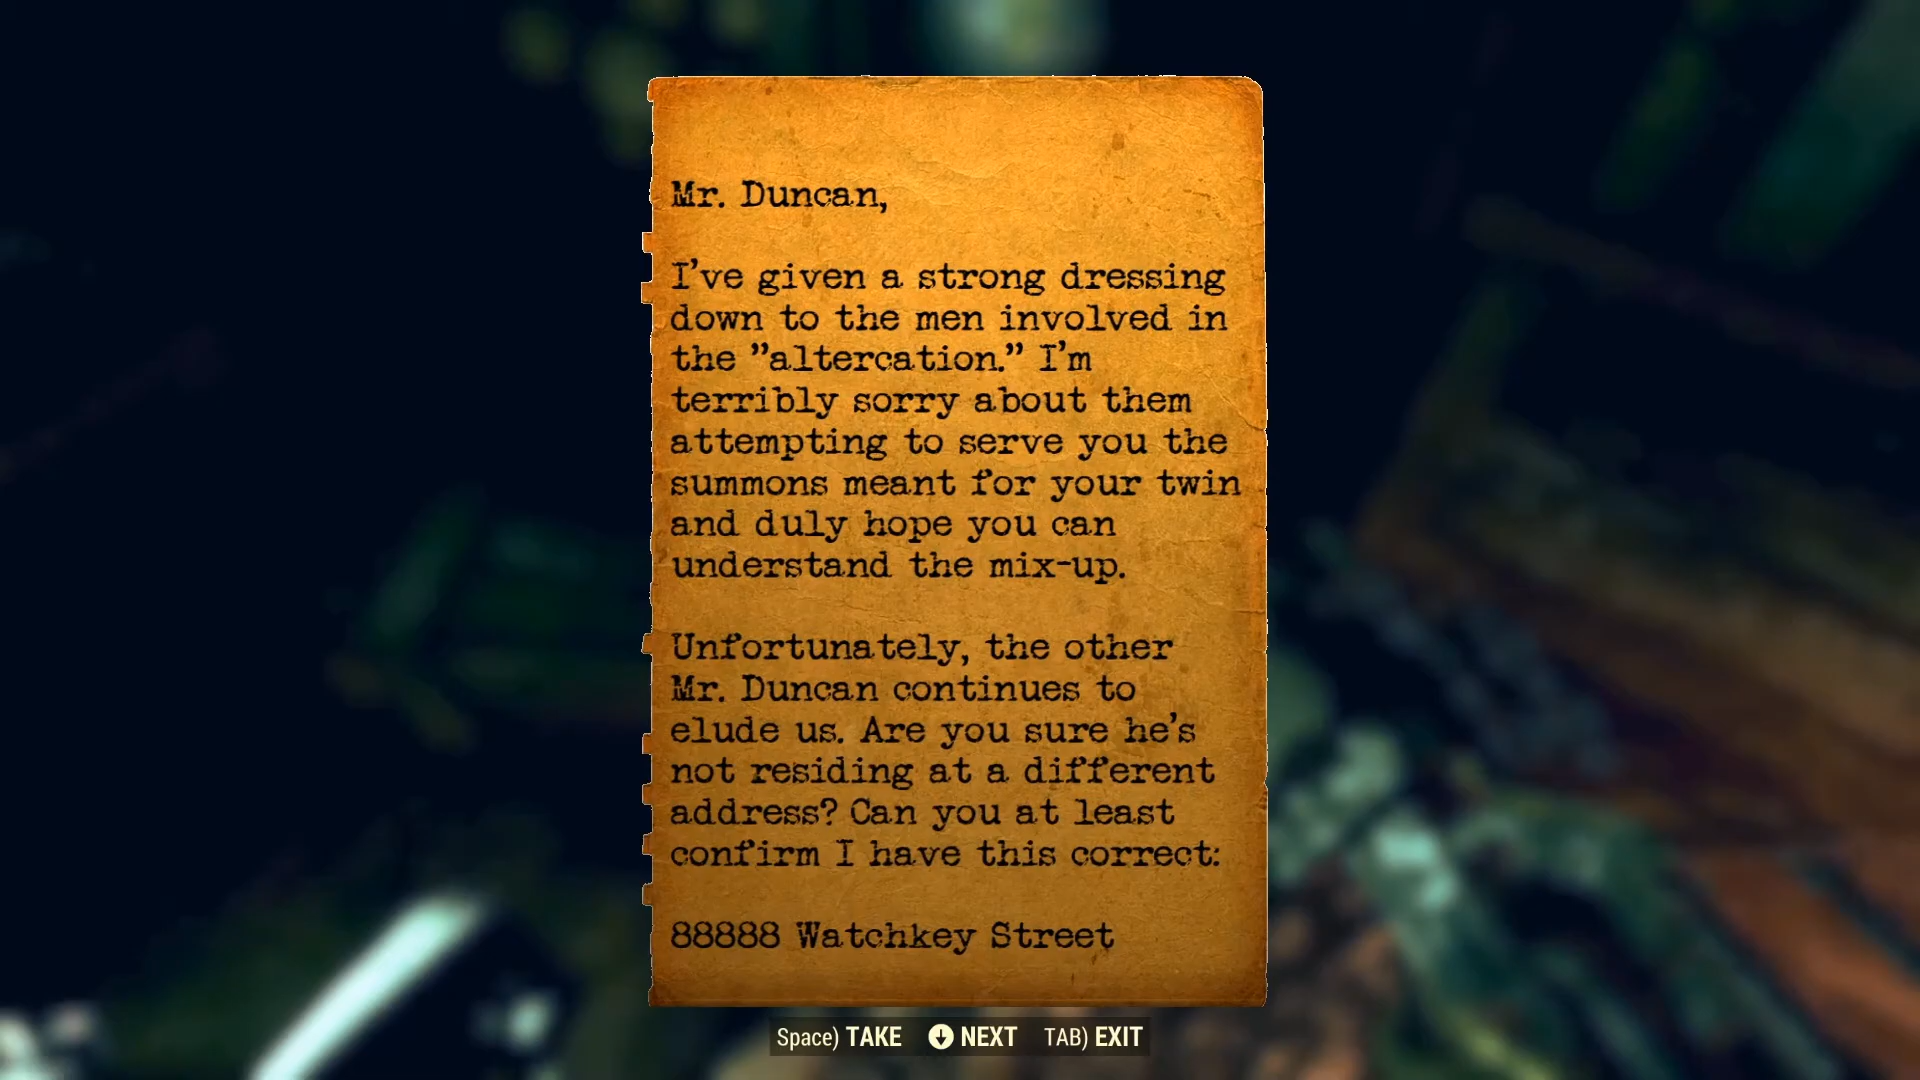 Mr. Duncan,
I've given a strong dressing
down to the men involved in
the "altercation." I'm
terribly sorry about them
attempting to serve you the
summons meant for your twin
and duly hope you can
understand the mix-up.
Unfortunately, the other
Mr. Duncan continues to
elude us. Are you sure he's
not residing at a different
address? Can you at least
confirm I have this correct:
88888 Watchkey Street
Space) TAKE NEXT TAB) EXIT